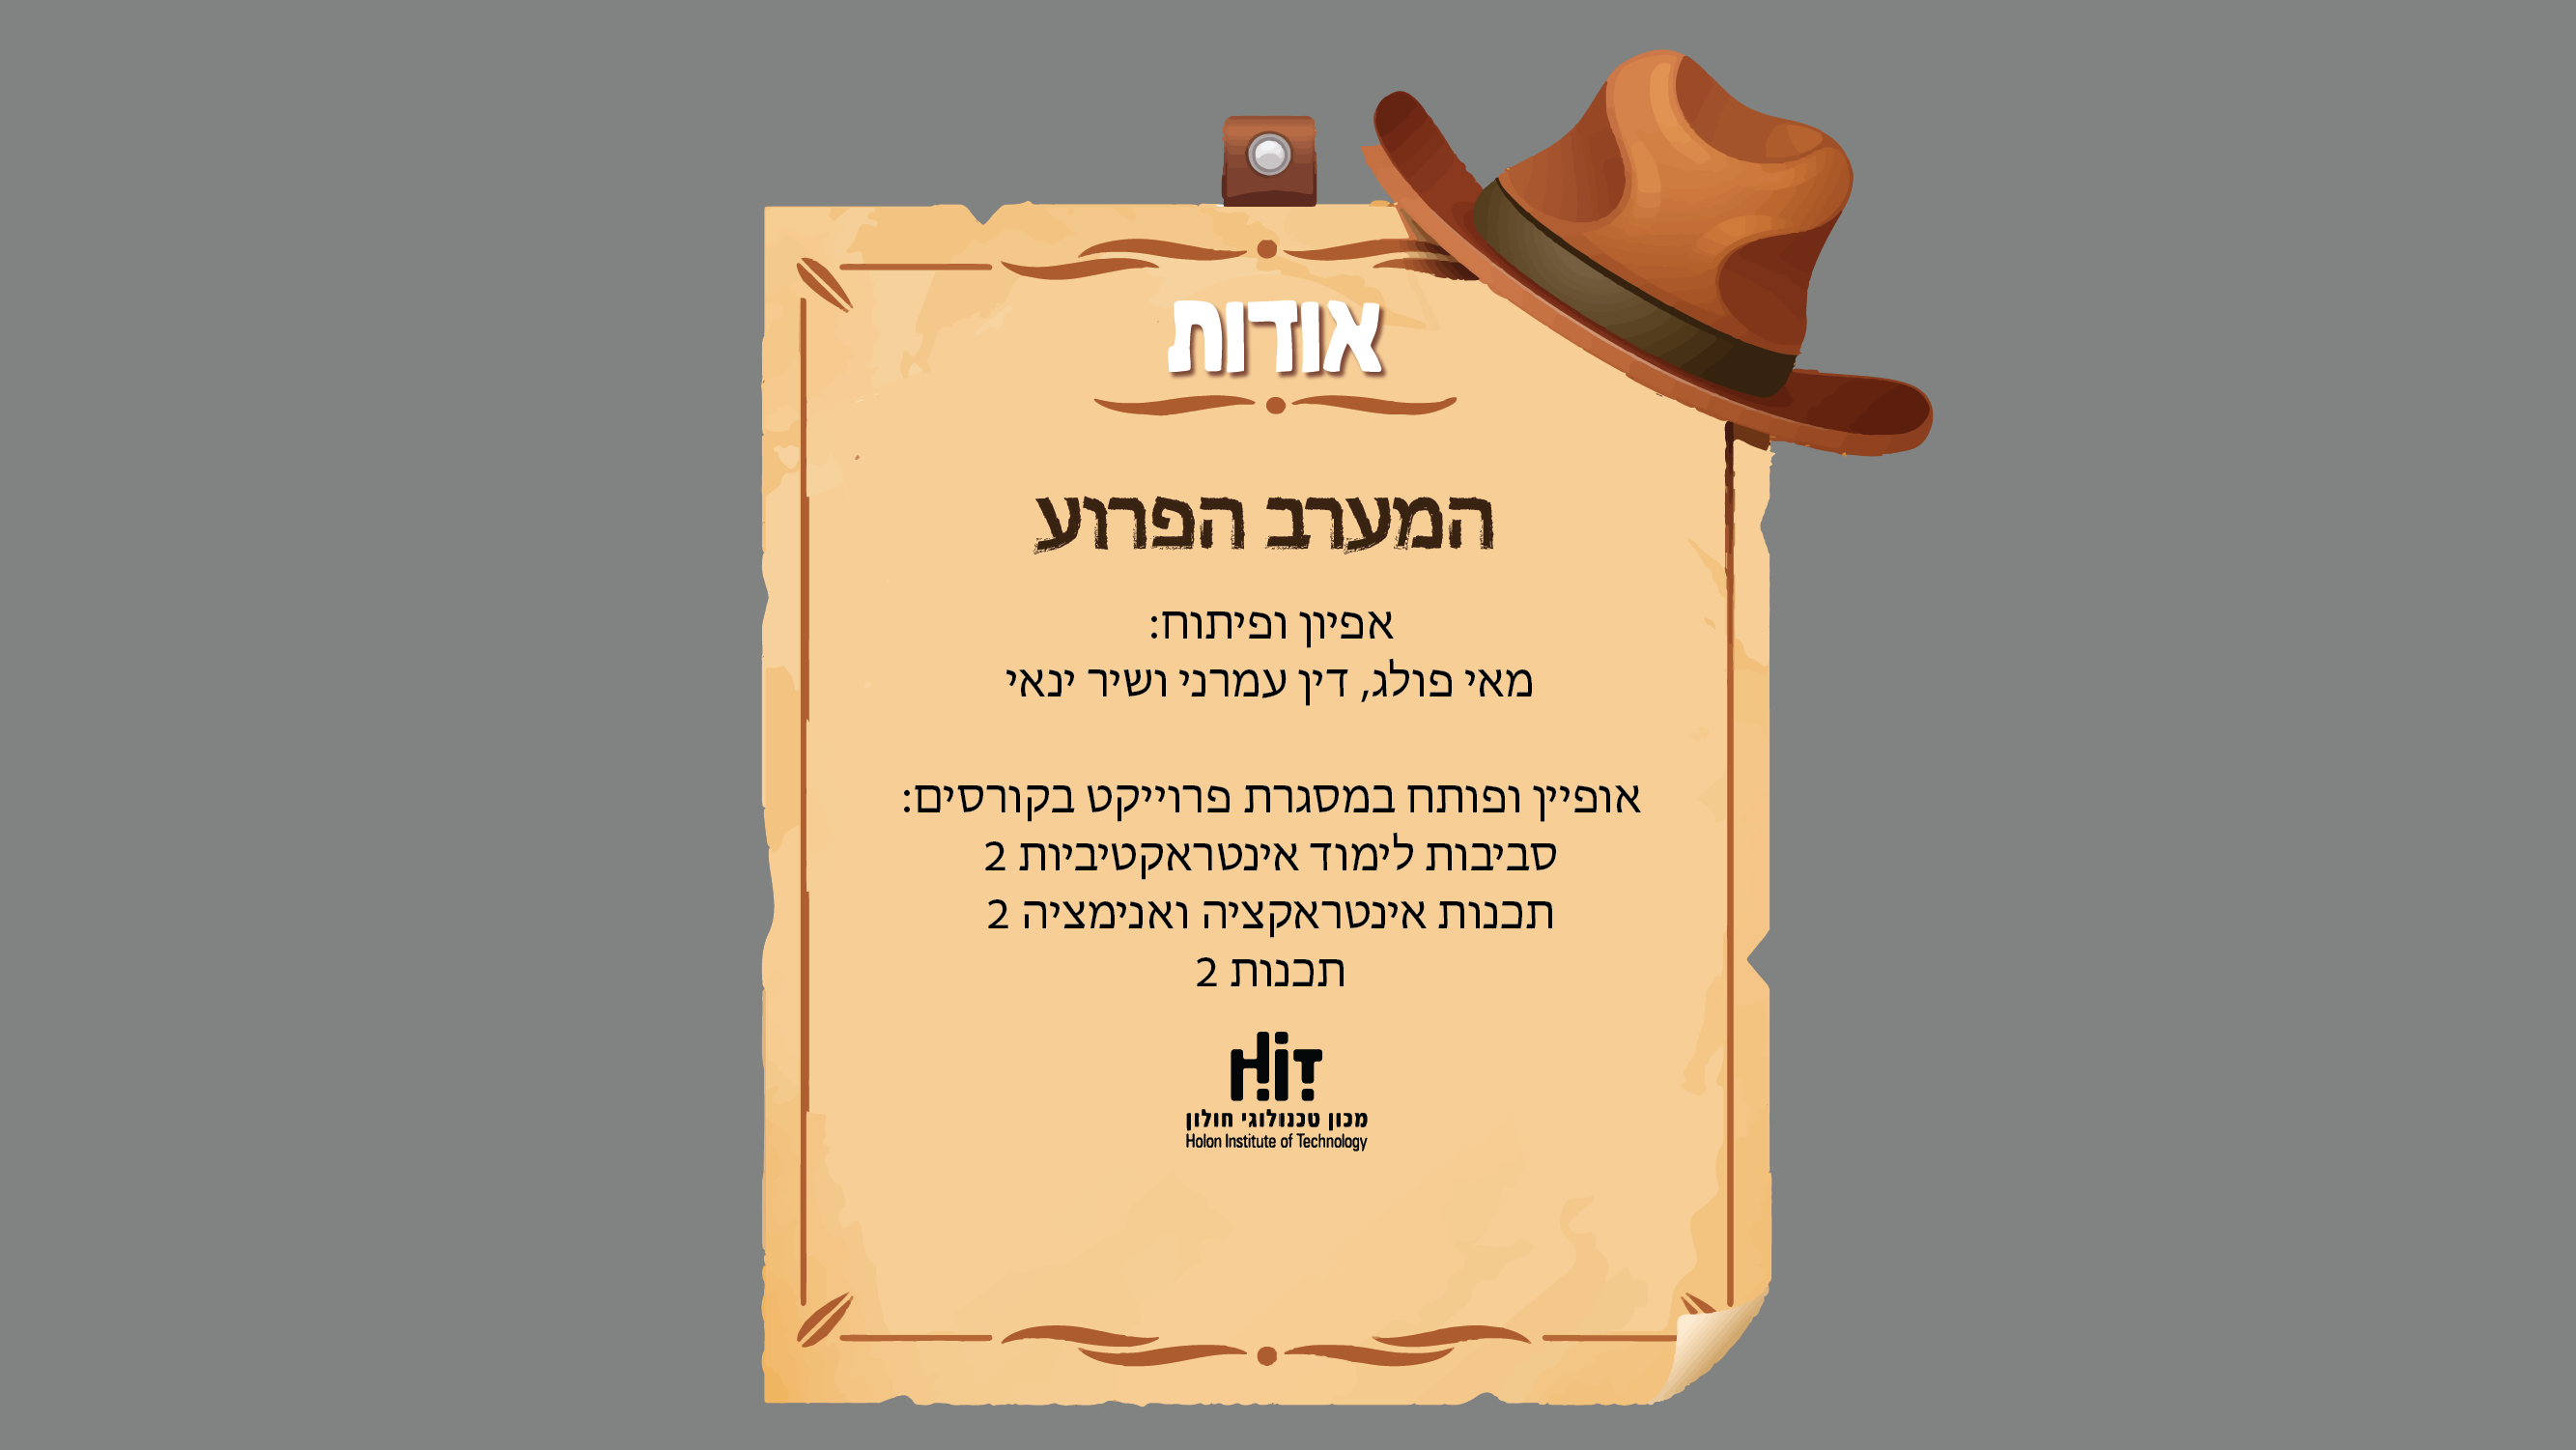 אודות
המערב הפרוע
אפיון ופיתוח:
מאי פולג, דין עמרני ושיר ינאי
אופיין ופותח במסגרת פרוייקט בקורסים:
סביבות לימוד אינטראקטיביות 2
תכנות אינטראקציה ואנימציה 2
תכנות 2
HiT
מכון טכנולוגי חולון
Holon Institute of Technology